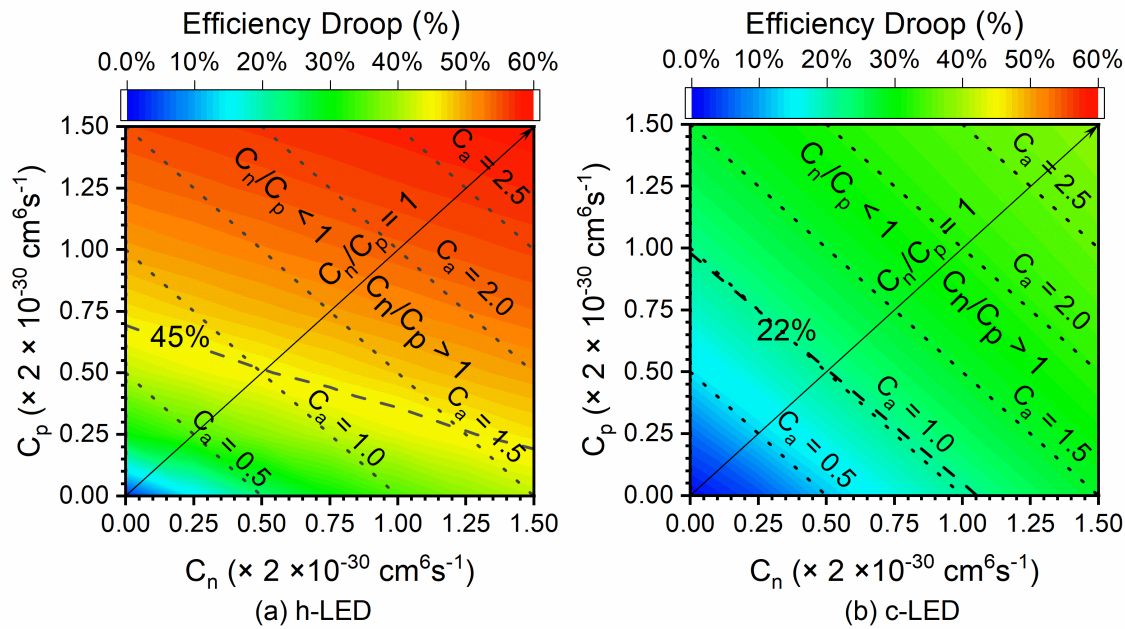 Efficiency Droop (%)
0.0% 10% 20% 30% 40% 50% 60%
1.50
1.25
1.00
0.75
0.50
0.25
0.00
Cₚ (× 2 × 10⁻³⁰ cm⁶s⁻¹)
Cₐ = 2.5
Cₙ/Cₚ < 1
Cₙ/Cₚ = 1
Cₐ = 2.0
Cₙ/Cₚ > 1
45%
Cₐ = 1.5
Cₐ = 1.0
Cₐ = 0.5
0.00 0.25 0.50 0.75 1.00 1.25 1.50
Cₙ (× 2 ×10⁻³⁰ cm⁶s⁻¹)
(a) h-LED
Efficiency Droop (%)
0.0% 10% 20% 30% 40% 50% 60%
1.50
1.25
1.00
0.75
0.50
0.25
0.00
Cₚ (× 2 × 10⁻³⁰ cm⁶s⁻¹)
Cₐ = 2.5
Cₙ/Cₚ < 1
Cₙ/Cₚ = 1
Cₐ = 2.0
Cₙ/Cₚ > 1
22%
Cₐ = 1.5
Cₐ = 1.0
Cₐ = 0.5
0.00 0.25 0.50 0.75 1.00 1.25 1.50
Cₙ (× 2 ×10⁻³⁰ cm⁶s⁻¹)
(b) c-LED